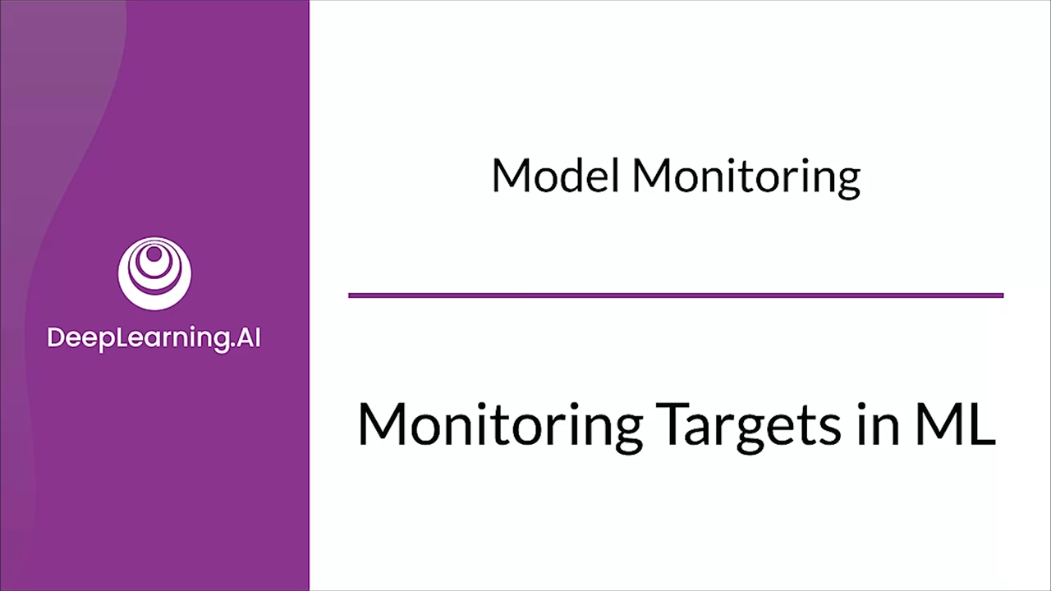 Model Monitoring
DeepLearning.AI
Monitoring Targets in ML